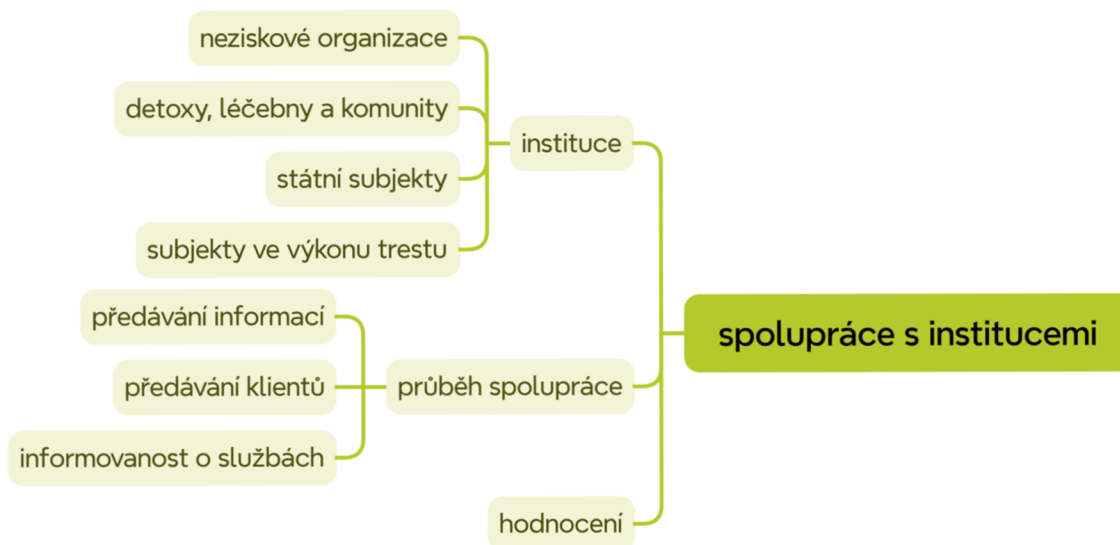 neziskové organizace
detoxy, léčebny a komunity
instituce
státní subjekty
subjekty ve výkonu trestu
předávání informací
spolupráce s institucemi
předávání klientů
průběh spolupráce
informovanost o službách
hodnocení